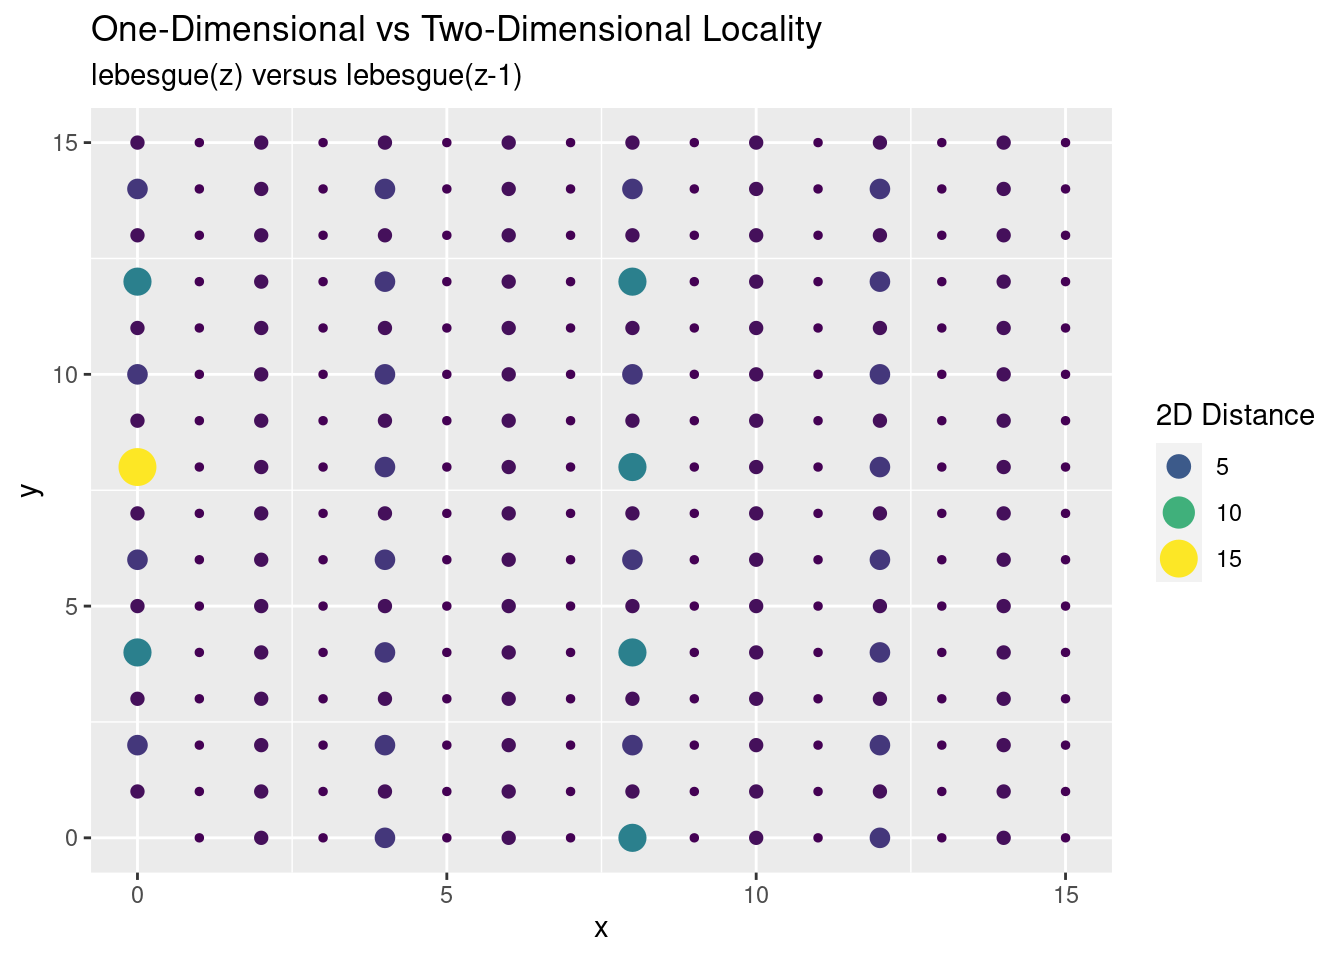 One-Dimensional vs Two-Dimensional Locality
lebesgue(z) versus lebesgue(z-1)
15
10
5
0
y
0 5 10 15
x
2D Distance
5
10
15